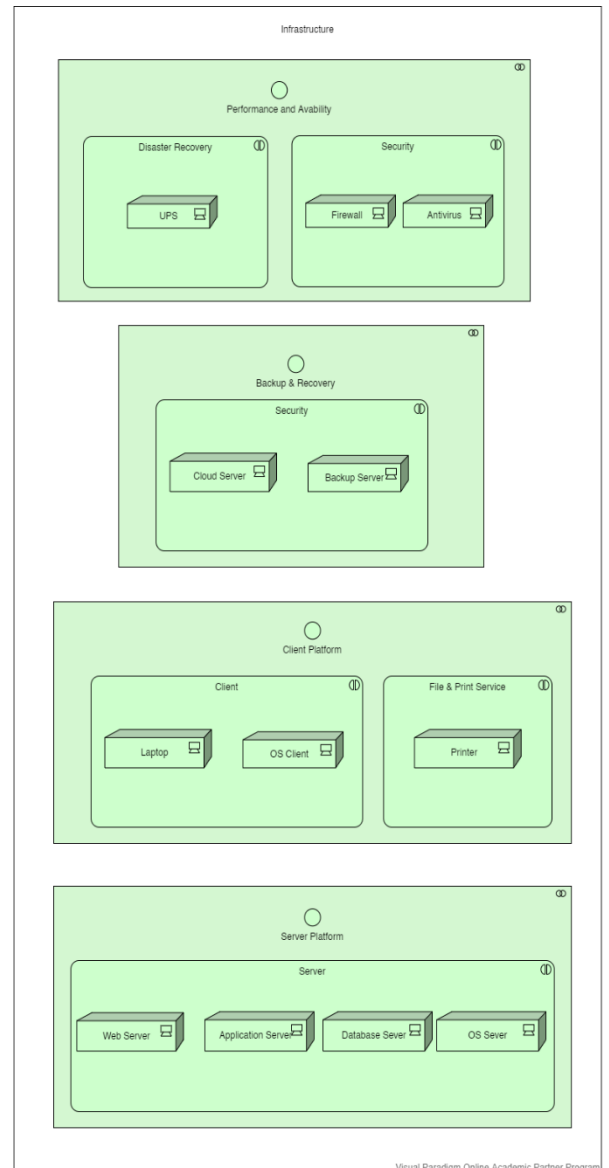 Infrastructure
Performance and Avability
Disaster Recovery
Security
UPS
Firewall
Antivirus
Backup & Recovery
Security
Cloud Server
Backup Server
Client Platform
Client
File & Print Service
Laptop
OS Client
Printer
Server Platform
Server
Web Server
Application Server
Database Sever
OS Sever
Visual Paradigm Online Academic Partner Program